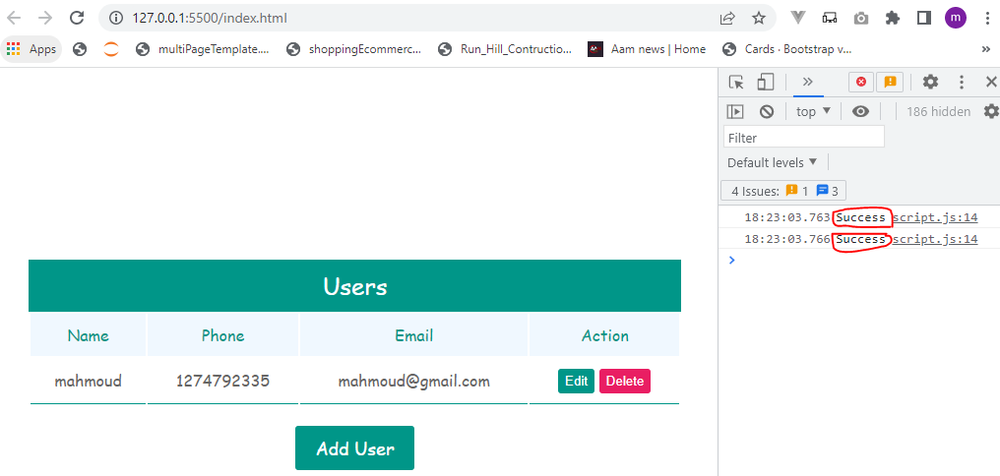 127.0.0.1:5500/index.html
m
Apps
multiPageTemplate....
shoppingEcommerc...
Run_Hill_Contructio...
Aam news | Home
Cards · Bootstrap v...
»
»
top ▼
186 hidden
Filter
Default levels ▼
4 Issues: 1 3
18:23:03.763 Success script.js:14
18:23:03.766 Success script.js:14
>
Users
Name Phone Email Action
mahmoud 1274792335 mahmoud@gmail.com Edit Delete
Add User